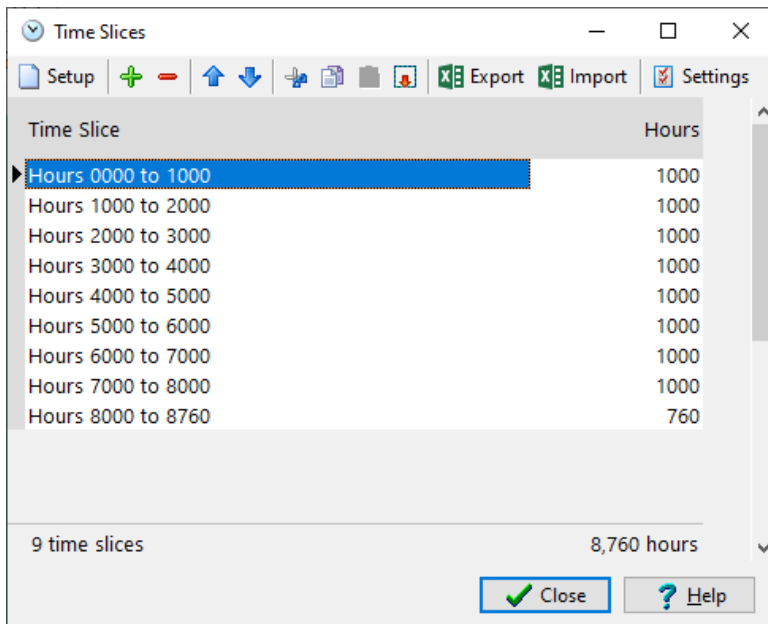 Time Slices
Setup Export Import Settings
Time Slice Hours
Hours 0000 to 1000 1000
Hours 1000 to 2000 1000
Hours 2000 to 3000 1000
Hours 3000 to 4000 1000
Hours 4000 to 5000 1000
Hours 5000 to 6000 1000
Hours 6000 to 7000 1000
Hours 7000 to 8000 1000
Hours 8000 to 8760 760
9 time slices 8,760 hours
Close Help